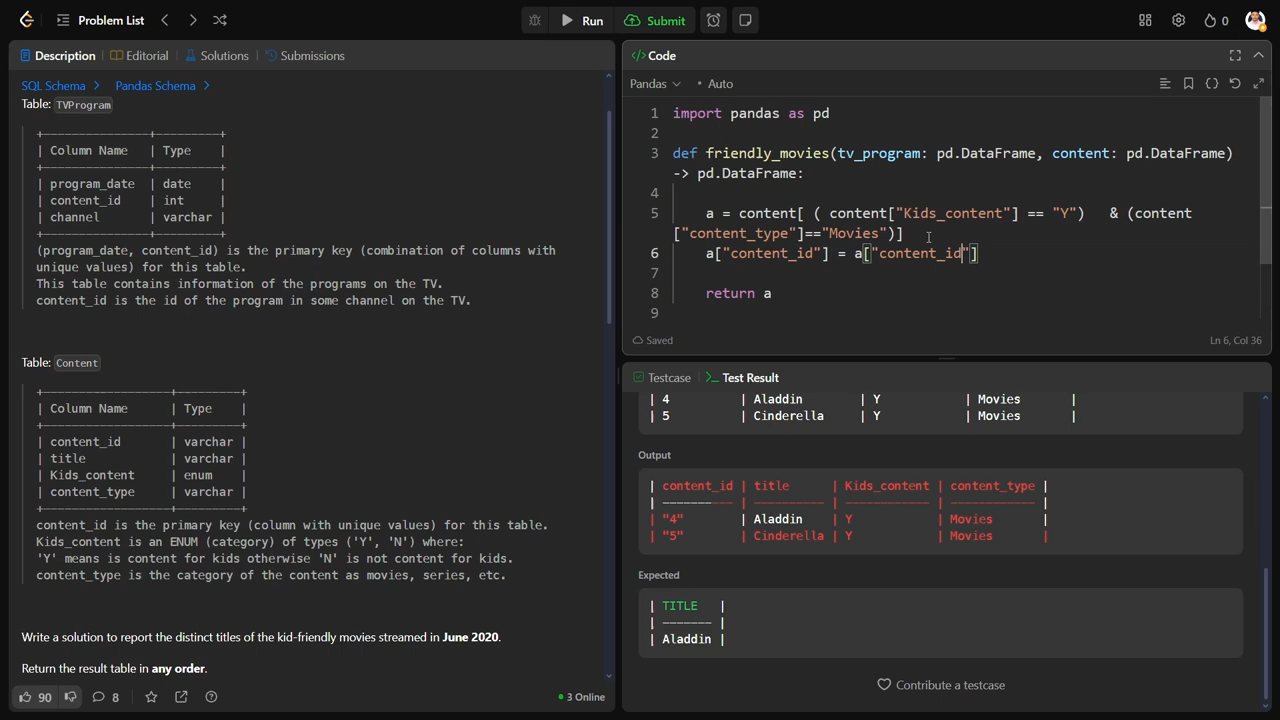 Problem List
Run
Submit
0
Description
Editorial
Solutions
Submissions
SQL Schema >
Pandas Schema >
Table: TVProgram
+---------------+---------+
| Column Name   | Type    |
+---------------+---------+
| program_date  | date    |
| content_id    | int     |
| channel       | varchar |
+---------------+---------+
(program_date, content_id) is the primary key (combination of columns with
unique values) for this table.
This table contains information of the programs on the TV.
content_id is the id of the program in some channel on the TV.
Table: Content
+------------------+---------+
| Column Name      | Type    |
+------------------+---------+
| content_id       | varchar |
| title            | varchar |
| Kids_content     | enum    |
| content_type     | varchar |
+------------------+---------+
content_id is the primary key (column with unique values) for this table.
Kids_content is an ENUM (category) of types ('Y', 'N') where:
'Y' means is content for kids otherwise 'N' is not content for kids.
content_type is the category of the content as movies, series, etc.
Write a solution to report the distinct titles of the kid-friendly movies streamed in June 2020.
Return the result table in any order.
90
8
3 Online
</>Code
Pandas
Auto
1 import pandas as pd
2
3 def friendly_movies(tv_program: pd.DataFrame, content: pd.DataFrame)
-> pd.DataFrame:
4
5 a = content[ ( content["Kids_content"] == "Y")   & (content
["content_type"]=="Movies")]
6 a["content_id"] = a["content_id"]
7
8 return a
9
Saved
Ln 6, Col 36
Testcase
Test Result
| 4          | Aladdin       | Y            | Movies        |
| 5          | Cinderella    | Y            | Movies        |
Output
| content_id | title      | Kids_content | content_type |
| ---------- | ---------- | ------------ | ------------ |
| "4"        | Aladdin    | Y            | Movies       |
| "5"        | Cinderella | Y            | Movies       |
Expected
| TITLE   |
| ------- |
| Aladdin |
Contribute a testcase